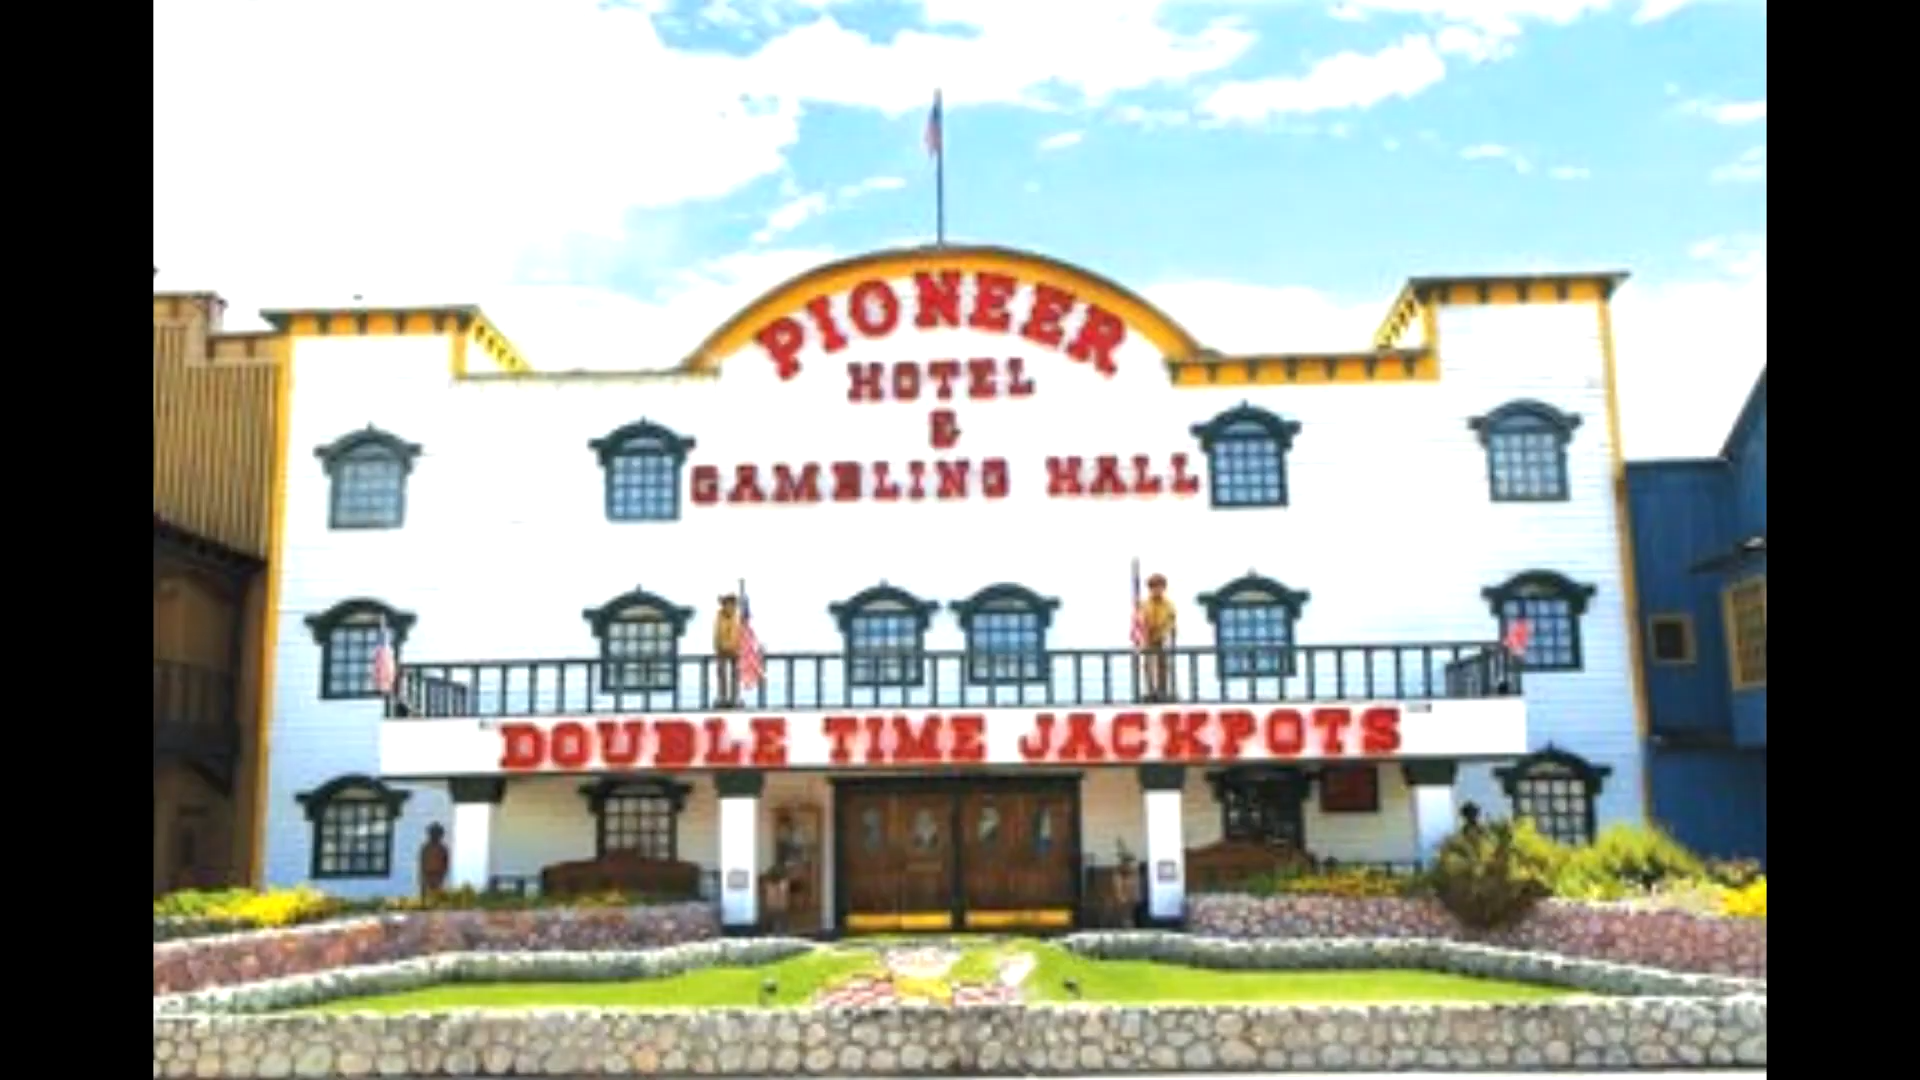 PIONEER
HOTEL
&
GAMBLING HALL
DOUBLE TIME JACKPOTS